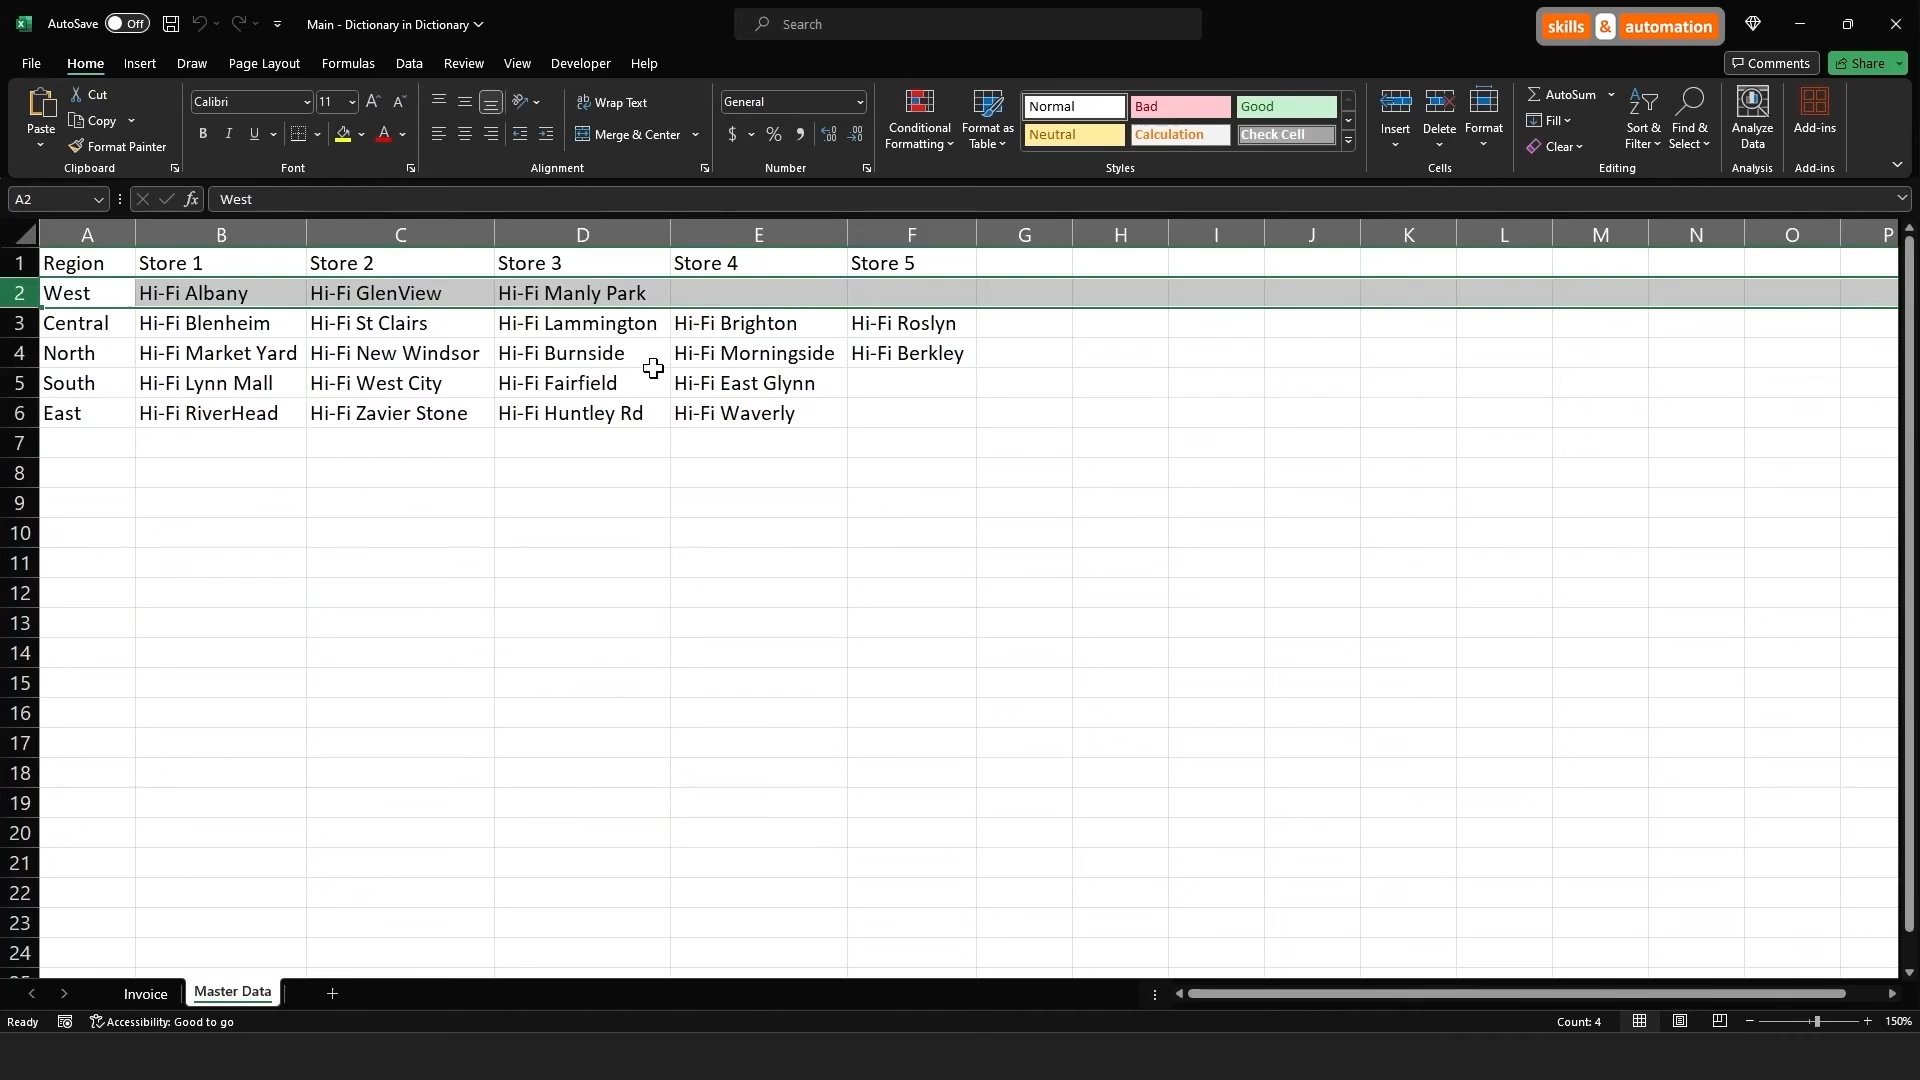 AutoSave Off Main - Dictionary in Dictionary Search skills & automation
File Home Insert Draw Page Layout Formulas Data Review View Developer Help Comments Share
Paste
Cut
Copy
Format Painter
Clipboard
Calibri 11
B I U A
Font
Wrap Text
Merge & Center
Alignment
General
$ % ,
Number
Conditional Formatting
Format as Table
Normal Bad Good
Neutral Calculation Check Cell
Styles
Insert Delete Format
Cells
AutoSum
Fill
Clear
Sort & Filter
Find & Select
Editing
Analyze Data
Analysis
Add-ins
Add-ins
A2 fx West
A B C D E F G H I J K L M N O P
1 Region Store 1 Store 2 Store 3 Store 4 Store 5
2 West Hi-Fi Albany Hi-Fi GlenView Hi-Fi Manly Park
3 Central Hi-Fi Blenheim Hi-Fi St Clairs Hi-Fi Lammington Hi-Fi Brighton Hi-Fi Roslyn
4 North Hi-Fi Market Yard Hi-Fi New Windsor Hi-Fi Burnside Hi-Fi Morningside Hi-Fi Berkley
5 South Hi-Fi Lynn Mall Hi-Fi West City Hi-Fi Fairfield Hi-Fi East Glynn
6 East Hi-Fi RiverHead Hi-Fi Zavier Stone Hi-Fi Huntley Rd Hi-Fi Waverly
7
8
9
10
11
12
13
14
15
16
17
18
19
20
21
22
23
24
Invoice Master Data
Ready Accessibility: Good to go Count: 4 150%